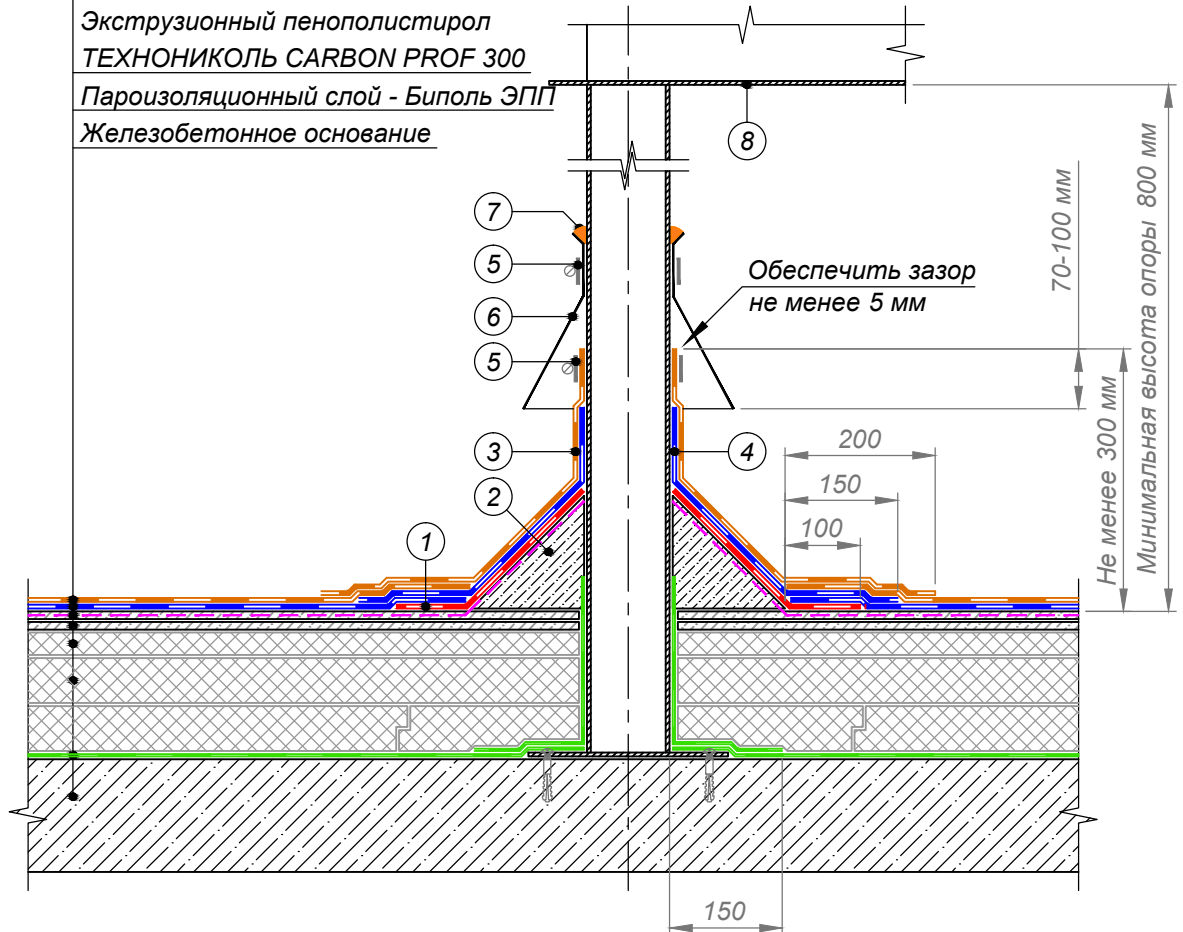 Экструзионный пенополистирол
ТЕХНОНИКОЛЬ CARBON PROF 300
Пароизоляционный слой - Биполь ЭПП
Железобетонное основание
8
7
5
6
5
3
2
1
4
Обеспечить зазор
не менее 5 мм
70-100 мм
Не менее 300 мм
Минимальная высота опоры 800 мм
200
150
100
150